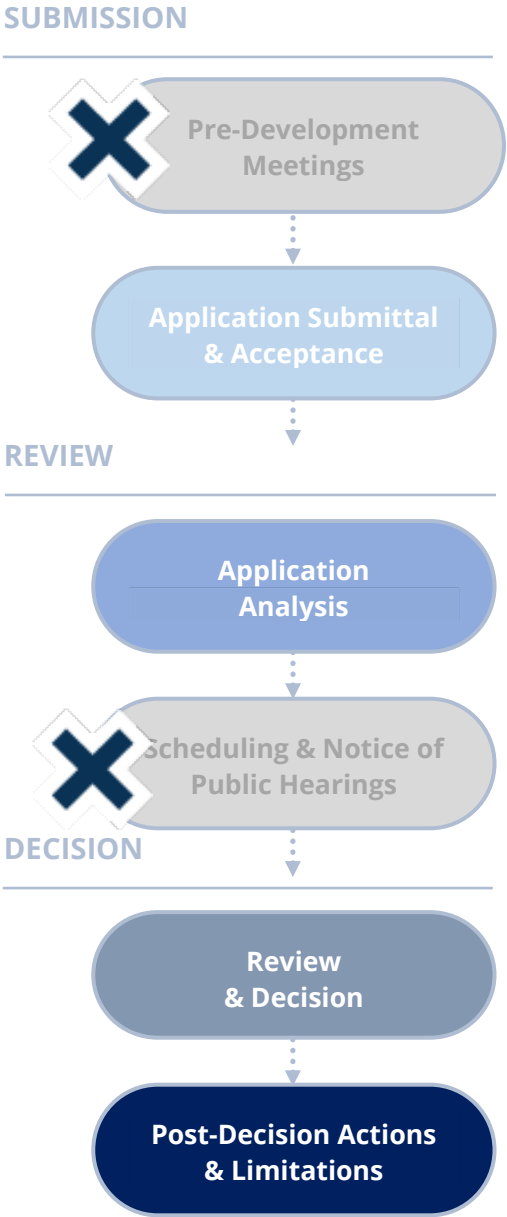 SUBMISSION
Pre-Development
Meetings
Application Submittal
& Acceptance
REVIEW
Application
Analysis
Scheduling & Notice of
Public Hearings
DECISION
Review
& Decision
Post-Decision Actions
& Limitations